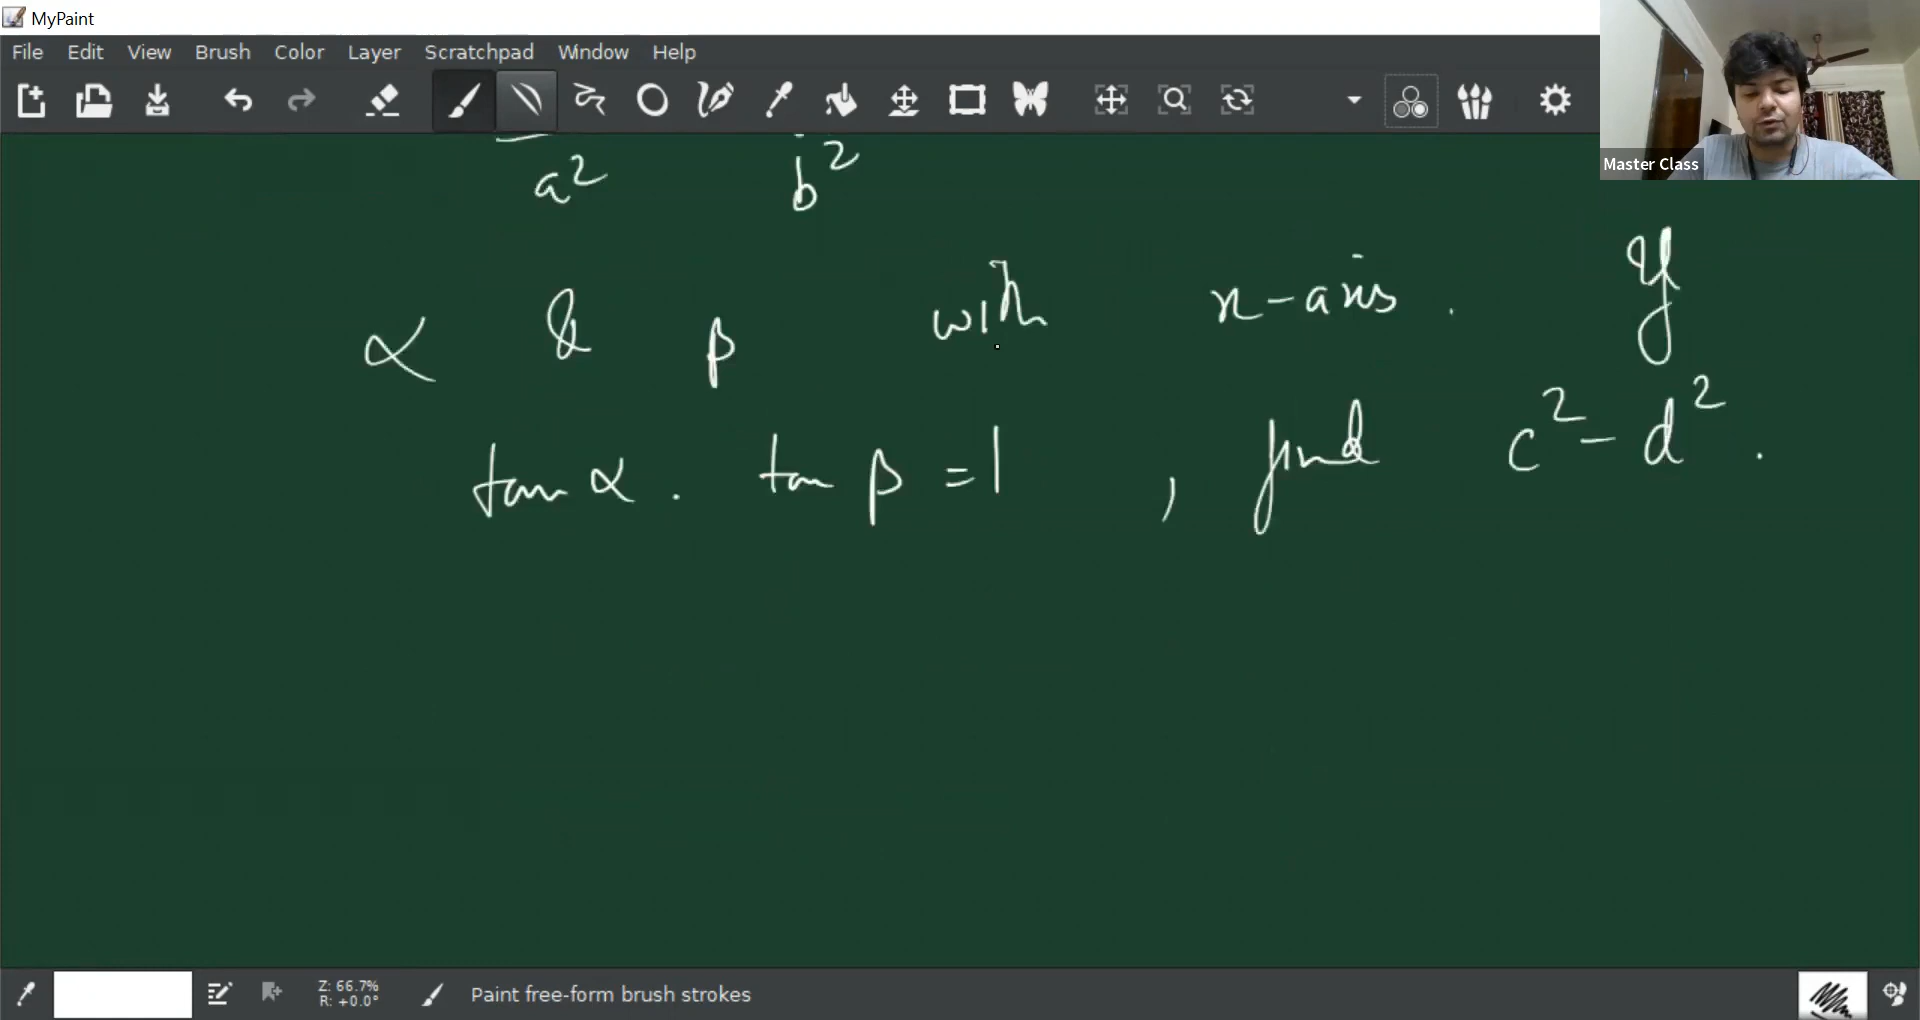 MyPaint
File Edit View Brush Color Layer Scratchpad Window Help
Master Class
a² b²
α & β with x-axis. If
tan α . tan β = 1 , find c² - d² .
Z: 66.7%
R: +0.0°
Paint free-form brush strokes